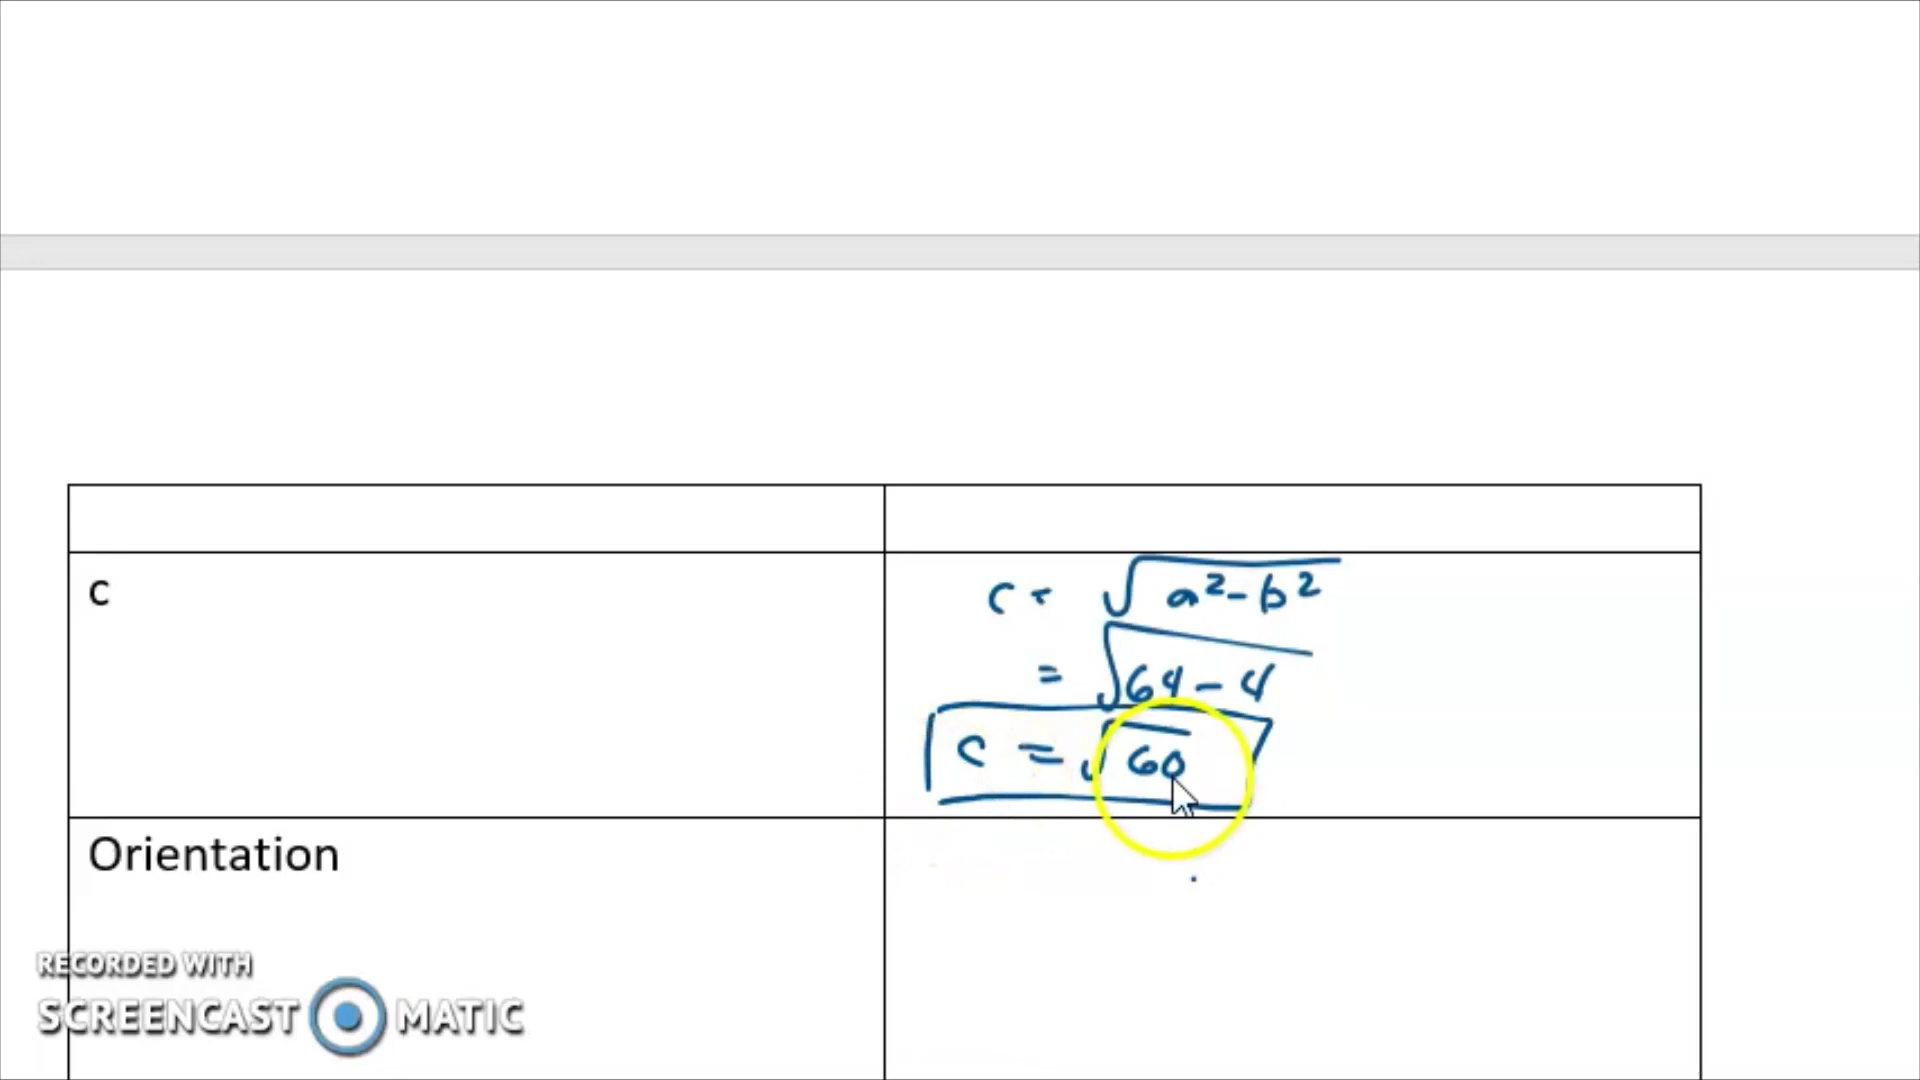 c
c = √a²-b²
= √64-4
c = √60
Orientation
RECORDED WITH
SCREENCAST MATIC